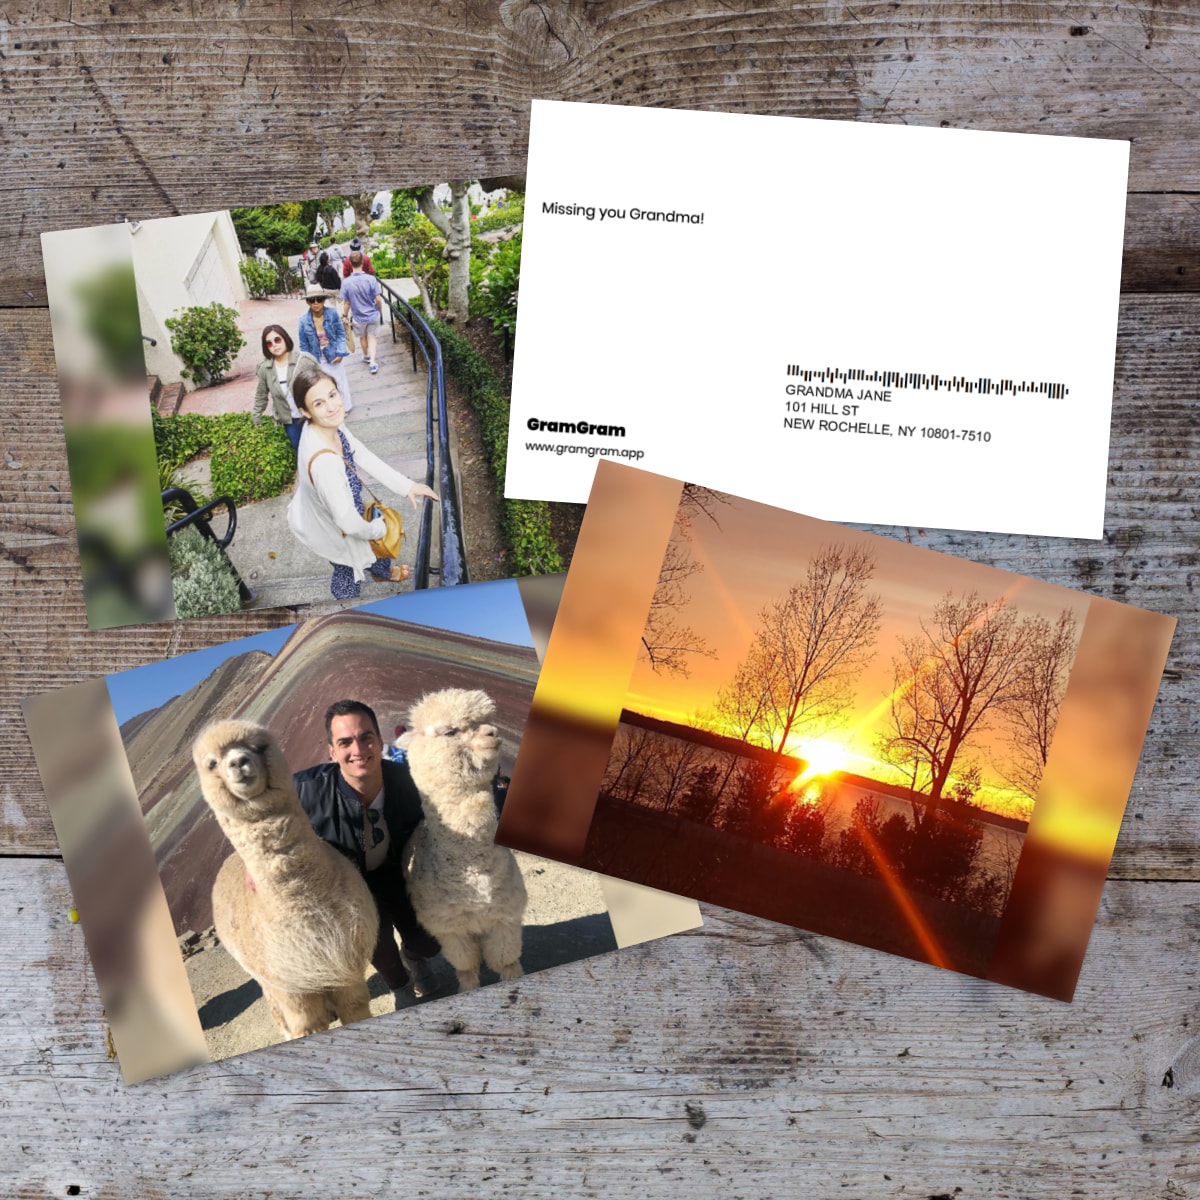 Missing you Grandma!
GRANDMA JANE
101 HILL ST
NEW ROCHELLE, NY 10801-7510
GramGram
www.gramgram.app